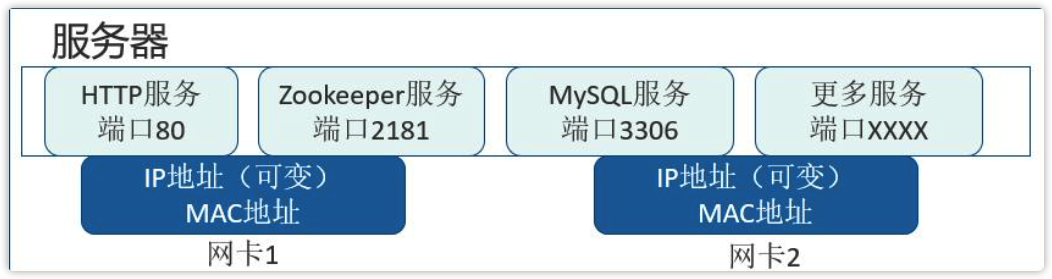 服务器
HTTP服务
端口80
Zookeeper服务
端口2181
MySQL服务
端口3306
更多服务
端口XXXX
IP地址（可变）
MAC地址
网卡1
IP地址（可变）
MAC地址
网卡2